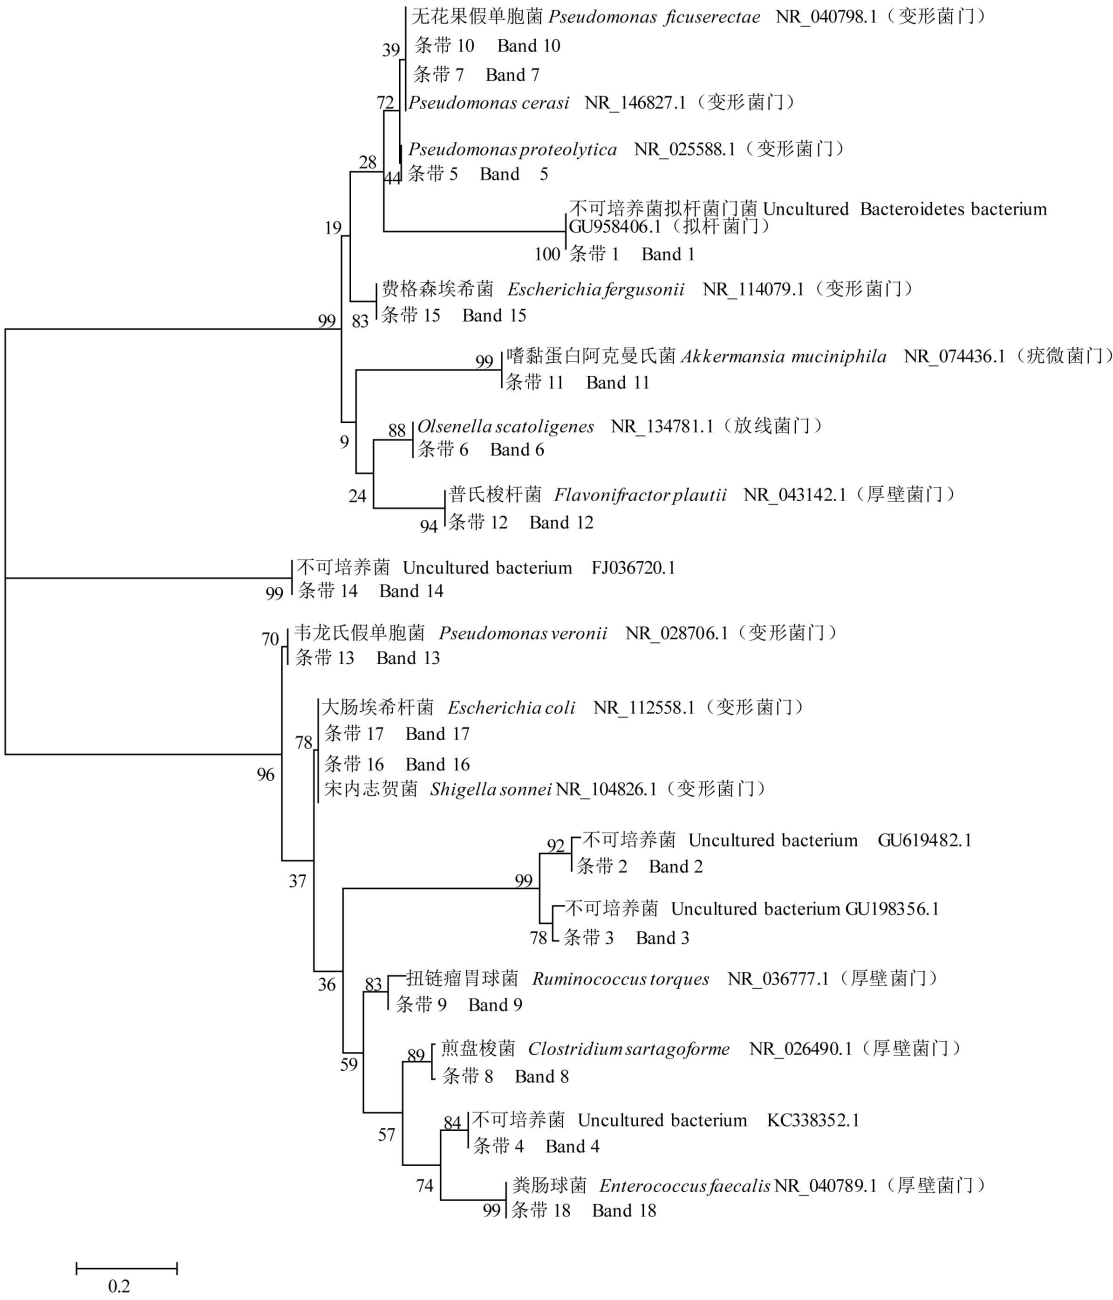 无花果假单胞菌 Pseudomonas ficuserectae NR_040798.1（变形菌门）
39
条带 10 Band 10
条带 7 Band 7
72
Pseudomonas cerasi NR_146827.1（变形菌门）
Pseudomonas proteolytica NR_025588.1（变形菌门）
28
44
条带 5 Band 5
不可培养菌拟杆菌门菌 Uncultured Bacteroidetes bacterium
19
GU958406.1（拟杆菌门）
100
条带 1 Band 1
费格森埃希菌 Escherichia fergusonii NR_114079.1（变形菌门）
99
83
条带 15 Band 15
嗜黏蛋白阿克曼氏菌 Akkermansia muciniphila NR_074436.1（疣微菌门）
99
条带 11 Band 11
Olsenella scatoligenes NR_134781.1（放线菌门）
88
9
条带 6 Band 6
24
普氏梭杆菌 Flavonifractor plautii NR_043142.1（厚壁菌门）
94
条带 12 Band 12
不可培养菌 Uncultured bacterium FJ036720.1
99
条带 14 Band 14
70
韦龙氏假单胞菌 Pseudomonas veronii NR_028706.1（变形菌门）
条带 13 Band 13
大肠埃希杆菌 Escherichia coli NR_112558.1（变形菌门）
条带 17 Band 17
78
条带 16 Band 16
96
宋内志贺菌 Shigella sonnei NR_104826.1（变形菌门）
92
不可培养菌 Uncultured bacterium GU619482.1
条带 2 Band 2
37
99
不可培养菌 Uncultured bacterium GU198356.1
78
条带 3 Band 3
36
83
扭链瘤胃球菌 Ruminococcus torques NR_036777.1（厚壁菌门）
条带 9 Band 9
59
89
煎盘梭菌 Clostridium sartagoforme NR_026490.1（厚壁菌门）
条带 8 Band 8
57
84
不可培养菌 Uncultured bacterium KC338352.1
条带 4 Band 4
74
粪肠球菌 Enterococcus faecalis NR_040789.1（厚壁菌门）
99
条带 18 Band 18
0.2